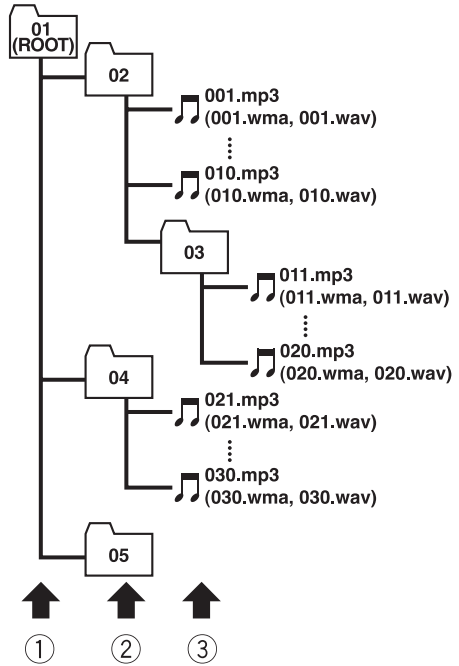 01
(ROOT)
02
001.mp3
(001.wma, 001.wav)
010.mp3
(010.wma, 010.wav)
03
011.mp3
(011.wma, 011.wav)
020.mp3
(020.wma, 020.wav)
04
021.mp3
(021.wma, 021.wav)
030.mp3
(030.wma, 030.wav)
05
① ② ③